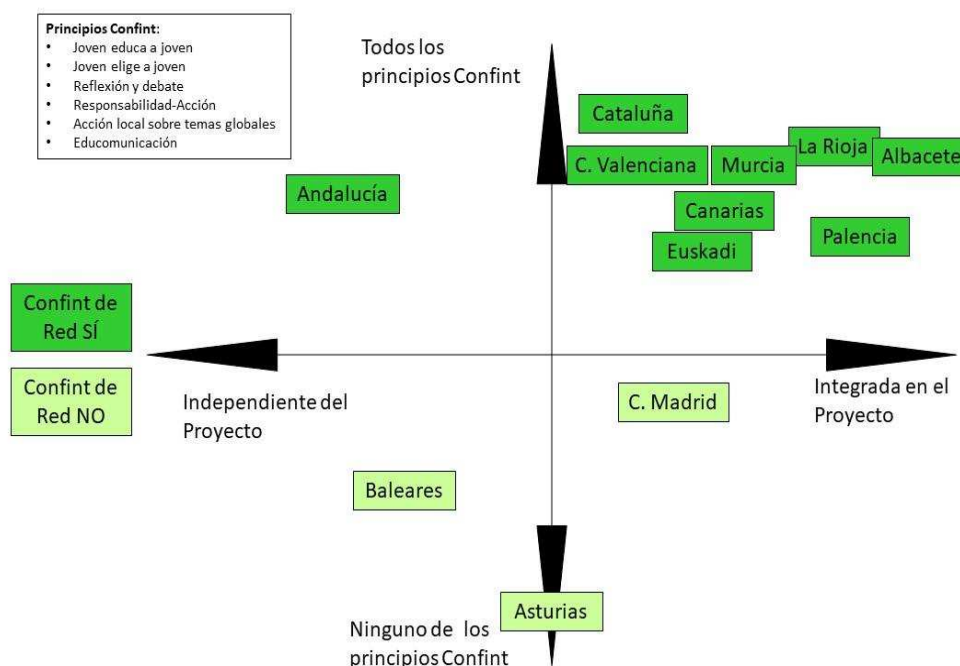 Principios Confint:
• Joven educa a joven
• Joven elige a joven
• Reflexión y debate
• Responsabilidad-Acción
• Acción local sobre temas globales
• Educomunicación
Todos los
principios Confint
Cataluña
La Rioja
Albacete
C. Valenciana
Murcia
Andalucía
Canarias
Palencia
Euskadi
Confint de
Red SÍ
Confint de
Red NO
Independiente del
Proyecto
C. Madrid
Integrada en el
Proyecto
Baleares
Asturias
Ninguno de los
principios Confint